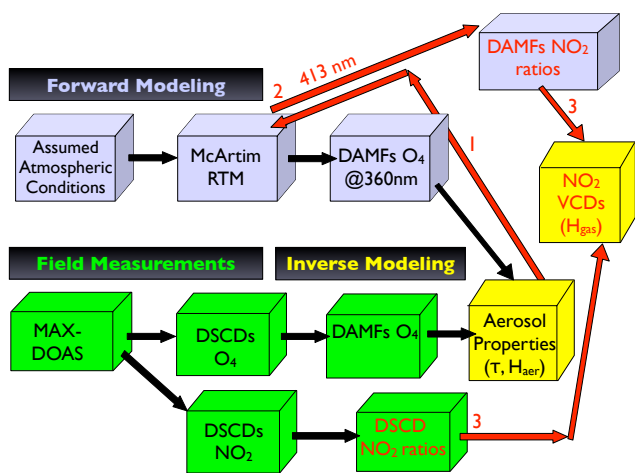 2 413 nm
DAMFs NO₂
ratios
Forward Modeling
3
Assumed
Atmospheric
Conditions
McArtim
RTM
DAMFs O₄
@360nm
1
NO₂
VCDs
(Hgas)
Field Measurements
Inverse Modeling
MAX-
DOAS
DSCDs
O₄
DAMFs O₄
Aerosol
Properties
(τ, Haer)
DSCDs
NO₂
DSCD
NO₂ ratios
3